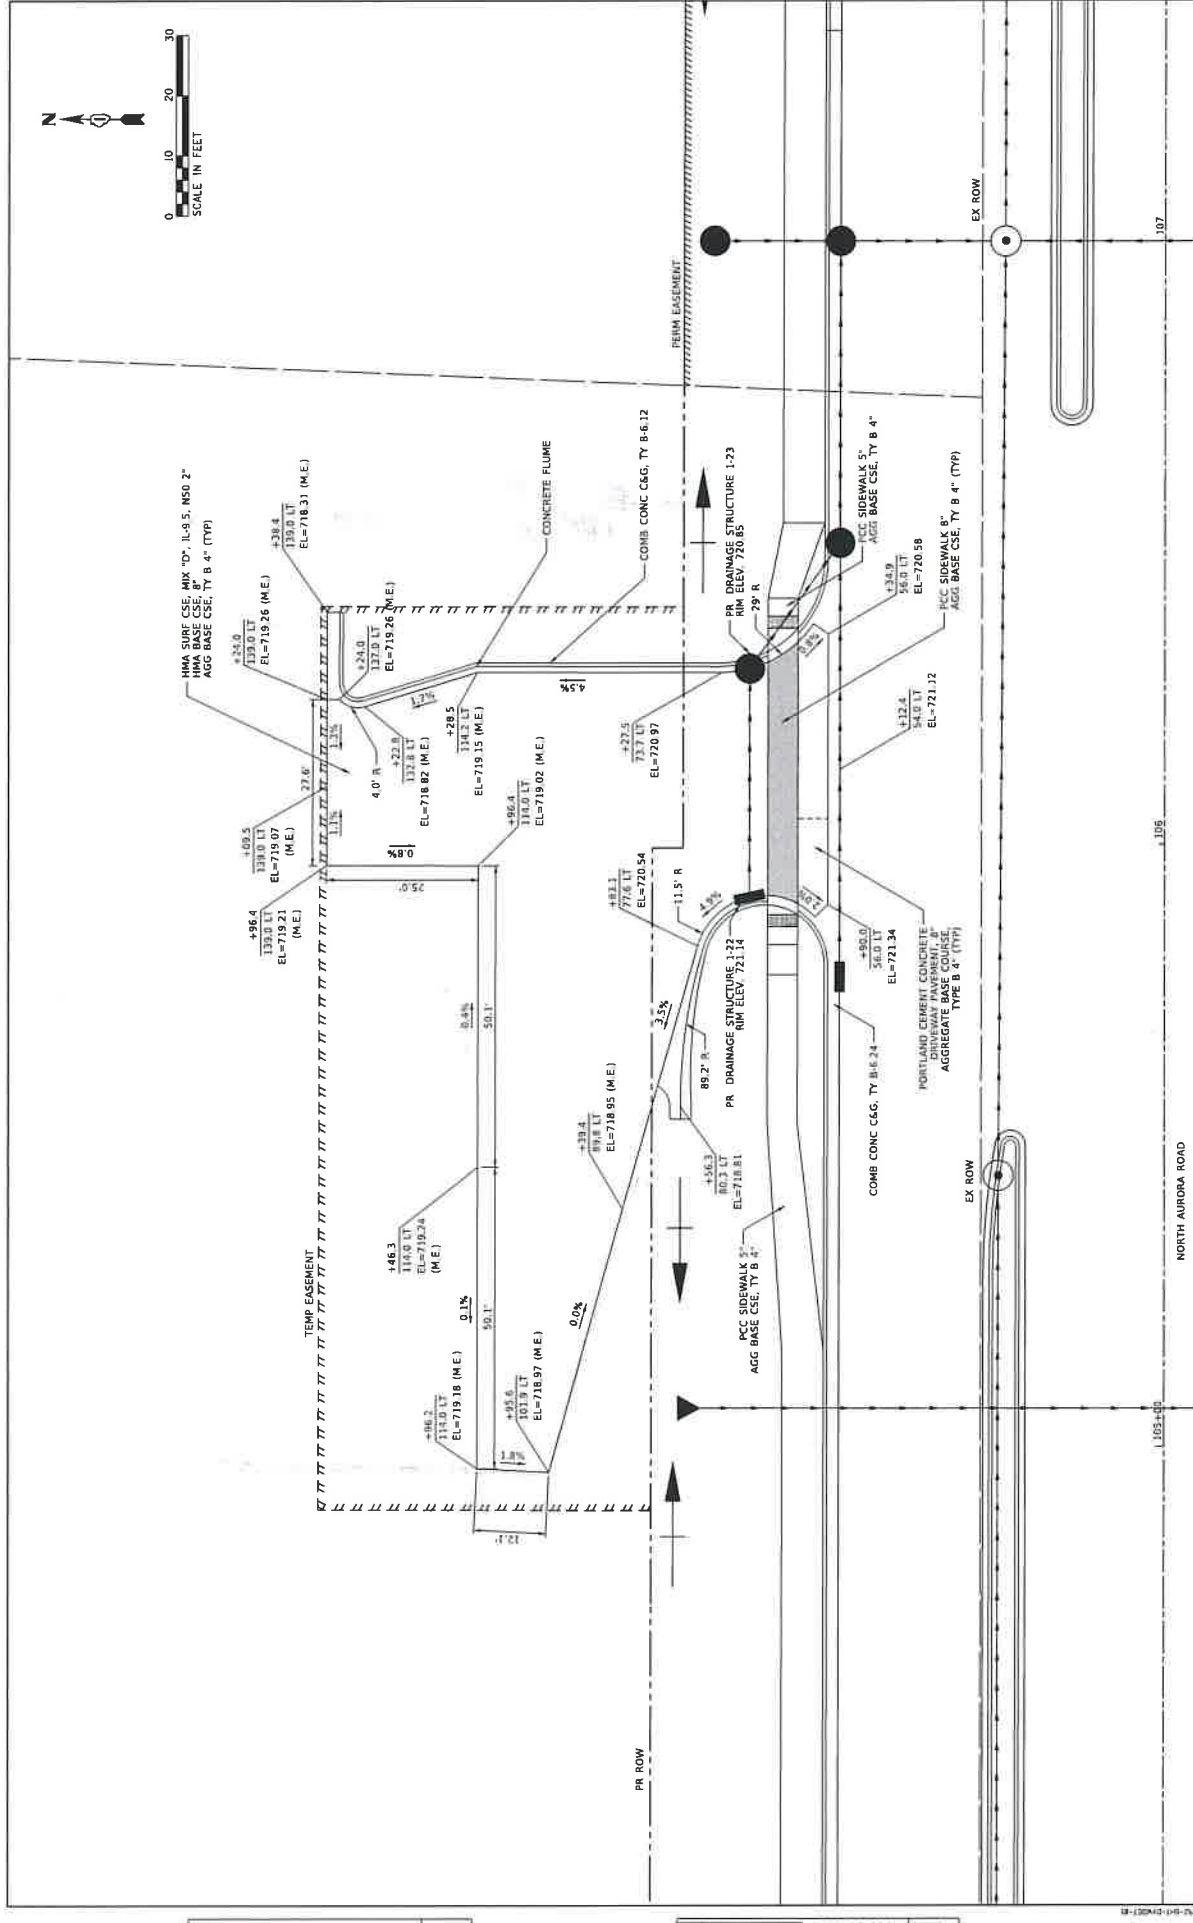 N
0 10 20 30
SCALE IN FEET
HMA SURF CSE, MIX "D", IL-9.5, N50 2"
HMA BASE CSE, 8"
AGG BASE CSE, TY B 4" (TYP)
+38.4
139.0 LT
EL=718.31 (M.E.)
+24.0
139.0 LT
EL=719.26 (M.E.)
+24.0
137.0 LT
EL=719.26 (M.E.)
27.6'
1.3%
1.1%
+09.5
139.0 LT
EL=719.07
(M.E.)
+96.4
139.0 LT
EL=719.21
(M.E.)
4.0' R
1.7%
+22.8
132.8 LT
EL=718.82 (M.E.)
+28.5
114.2 LT
EL=719.15 (M.E.)
0.8%
25.0'
+96.4
114.0 LT
EL=719.02 (M.E.)
CONCRETE FLUME
COMB CONC C&G, TY B-6.12
4.5%
+27.5
73.7 LT
EL=720.97
PERM EASEMENT
EX ROW
PR DRAINAGE STRUCTURE 1-23
RIM ELEV. 720.85
29' R
PCC SIDEWALK 5"
AGG BASE CSE, TY B 4"
+34.9
56.0 LT
EL=720.58
0.8%
PCC SIDEWALK 8"
AGG BASE CSE, TY B 4" (TYP)
+12.4
54.0 LT
EL=721.12
TEMP EASEMENT
0.4%
50.1'
+46.3
114.0 LT
EL=719.24
(M.E.)
0.1%
50.1'
+96.2
114.0 LT
EL=719.18 (M.E.)
+95.6
101.9 LT
EL=718.97 (M.E.)
1.8%
12.1'
+39.4
89.8 LT
EL=718.95 (M.E.)
0.0%
3.5%
+83.1
77.6 LT
EL=720.54
11.5' R
4.9%
89.2' R
PR DRAINAGE STRUCTURE 1-22
RIM ELEV. 721.14
+56.3
80.3 LT
EL=718.81
2.0%
+90.0
56.0 LT
EL=721.34
PORTLAND CEMENT CONCRETE
DRIVEWAY PAVEMENT, 8"
AGGREGATE BASE COURSE,
TYPE B 4" (TYP)
COMB CONC C&G, TY B-6.24
PCC SIDEWALK 5"
AGG BASE CSE, TY B 4"
PR ROW
EX ROW
105+00
106
107
NORTH AURORA ROAD